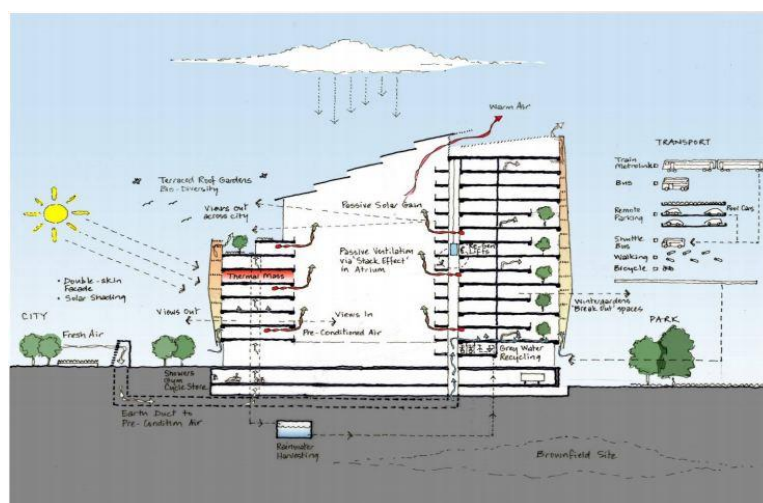 Warm Air
TRANSPORT
Train
Metrolink
Bus
Remote
Parking
Pool Cars
Shuttle
Bus
Walking
Bicycle
Terraced Roof Gardens
Bio-Diversity
Views out
across city
Passive Solar Gain
Passive Ventilation
via 'Stack Effect'
in Atrium
Lifts
Thermal Mass
• Double-skin
Facade
• Solar Shading
Views Out
Views In
Pre-Conditioned Air
Wintergardens
'Break out' spaces
CITY
Fresh Air
PARK
Grey Water
Recycling
Showers
Gym
Cycle Store
Earth Duct to
Pre-Condition Air
Rainwater
Harvesting
Brownfield Site